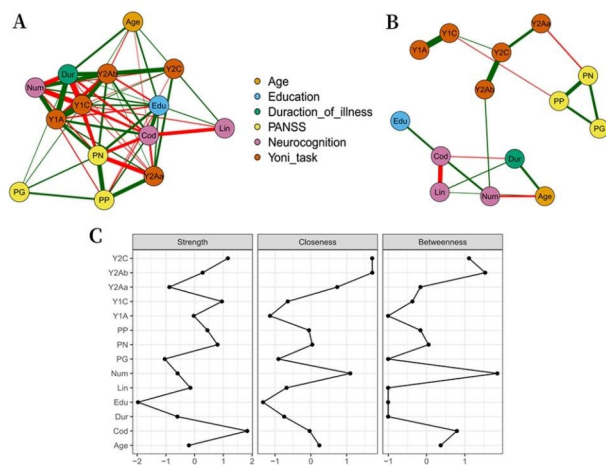 A
B
Age
Dur
Y2Ab
Y2C
Num
Y1C
Edu
Y1A
Cod
Lin
PN
Y2Aa
PG
PP
Age
Education
Duraction_of_illness
PANSS
Neurocognition
Yoni_task
Y2Aa
Y1C
Y1A
Y2C
PN
Y2Ab
PP
Edu
PG
Cod
Dur
Lin
Num
Age
C
Strength
Closeness
Betweenness
Y2C
Y2Ab
Y2Aa
Y1C
Y1A
PP
PN
PG
Num
Lin
Edu
Dur
Cod
Age
−2 −1 0 1 2
−1 0 1
−1 0 1